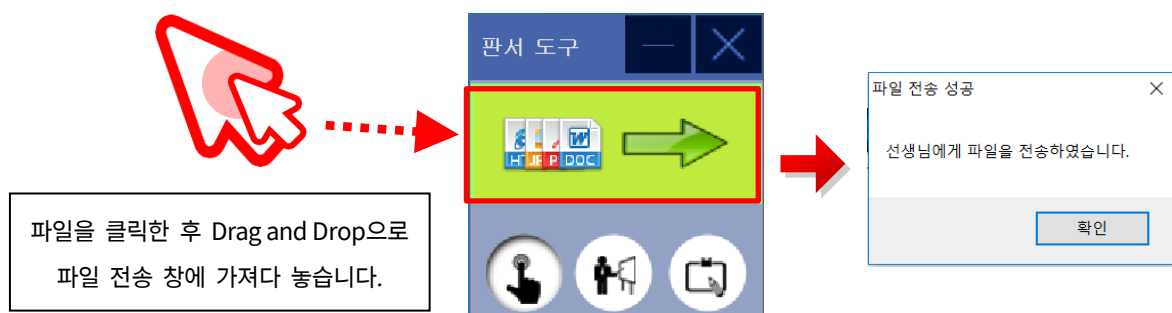 판서 도구
H
JF
P
DOC
W
파일 전송 성공
선생님에게 파일을 전송하였습니다.
확인
파일을 클릭한 후 Drag and Drop으로
파일 전송 창에 가져다 놓습니다.